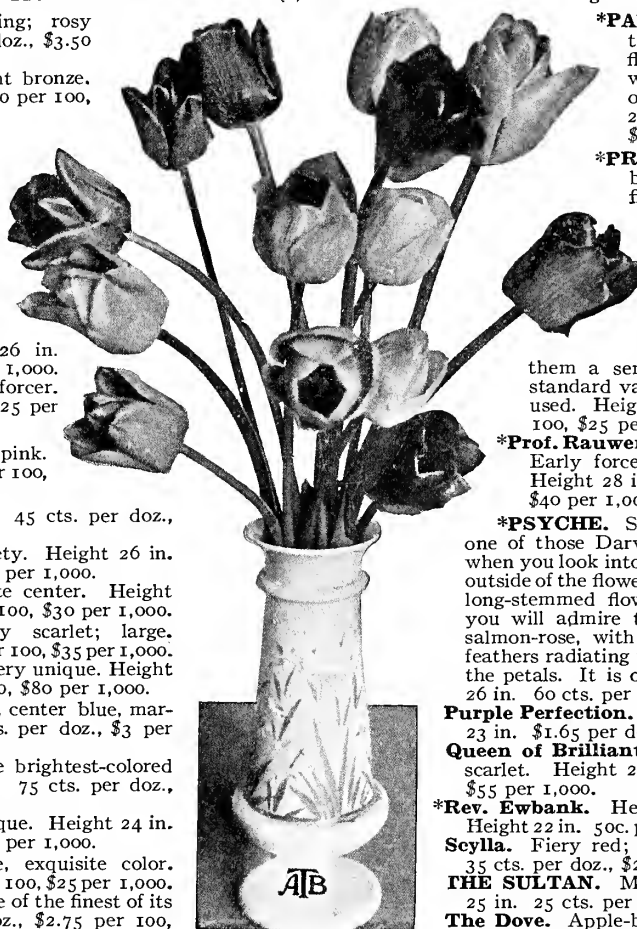 ing; rosy
doz., $3.50
nt bronze.
per 100,
26 in.
1,000.
forcer.
25 per
pink.
100,
45 cts. per doz.,
ety. Height 26 in.
per 1,000.
te center. Height
100, $30 per 1,000.
y scarlet; large.
r 100, $35 per 1,000.
ery unique. Height
0, $80 per 1,000.
center blue, mar-
s. per doz., $3 per
e brightest-colored
75 cts. per doz.,
que. Height 24 in.
per 1,000.
e, exquisite color.
100, $25 per 1,000.
e of the finest of its
oz., $2.75 per 100,
ATB
*PA
t
fl
w
o
2
$
*PR
b
f
them a ser
standard va
used. Heig
100, $25 pe
*Prof. Rauwe
Early force
Height 28 i
$40 per 1,00
*PSYCHE. S
one of those Darw
when you look into
outside of the flowe
long-stemmed flow
you will admire t
salmon-rose, with
feathers radiating
the petals. It is o
26 in. 60 cts. per
Purple Perfection.
23 in. $1.65 per d
Queen of Brilliant
scarlet. Height 2
$55 per 1,000.
*Rev. Ewbank. He
Height 22 in. 50c. p
Scylla. Fiery red;
35 cts. per doz., $2
THE SULTAN. M
25 in. 25 cts. per
The Dove. Apple-b